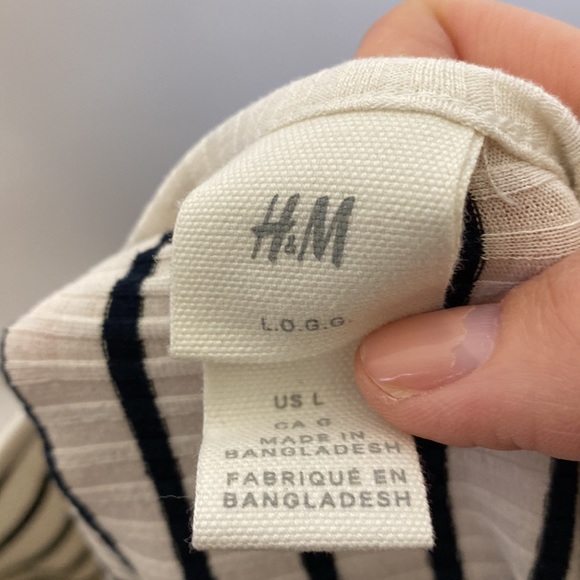 H&M
L.O.G.G.
US L
CA G
MADE IN
BANGLADESH
FABRIQUÉ EN
BANGLADESH